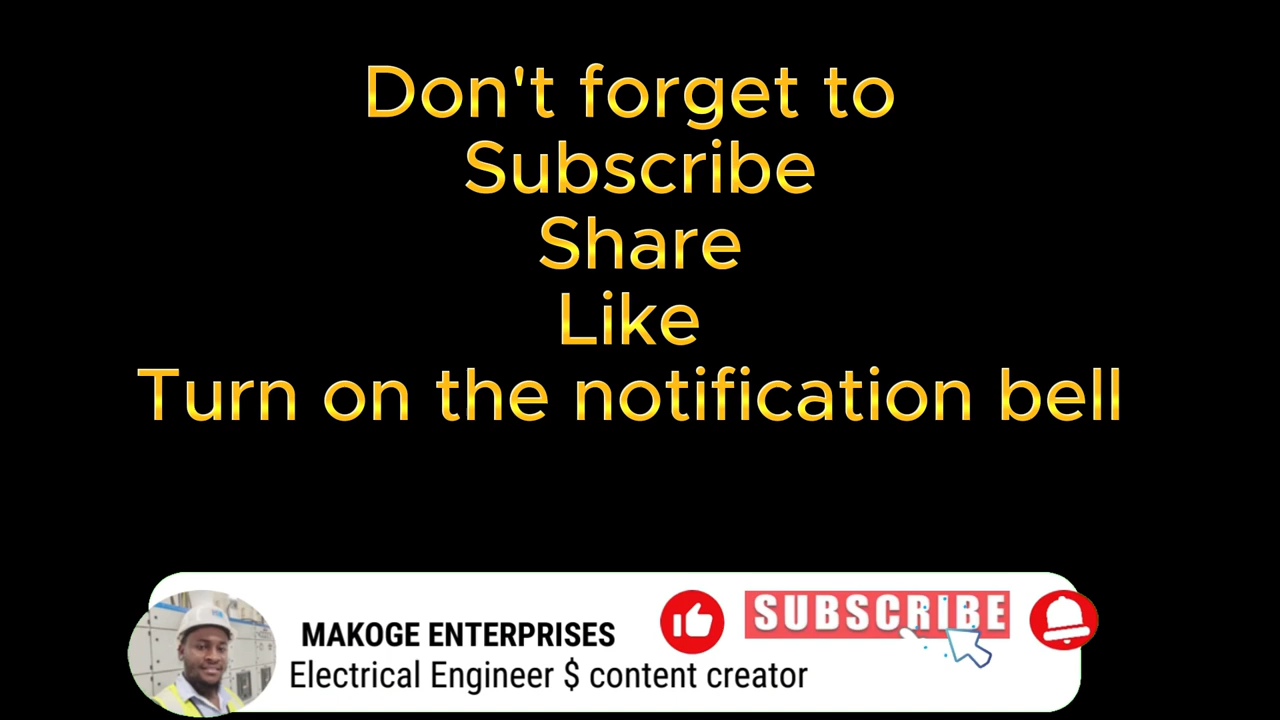 Don't forget to
Subscribe
Share
Like
Turn on the notification bell
MAKOGE ENTERPRISES
Electrical Engineer $ content creator
SUBSCRIBE